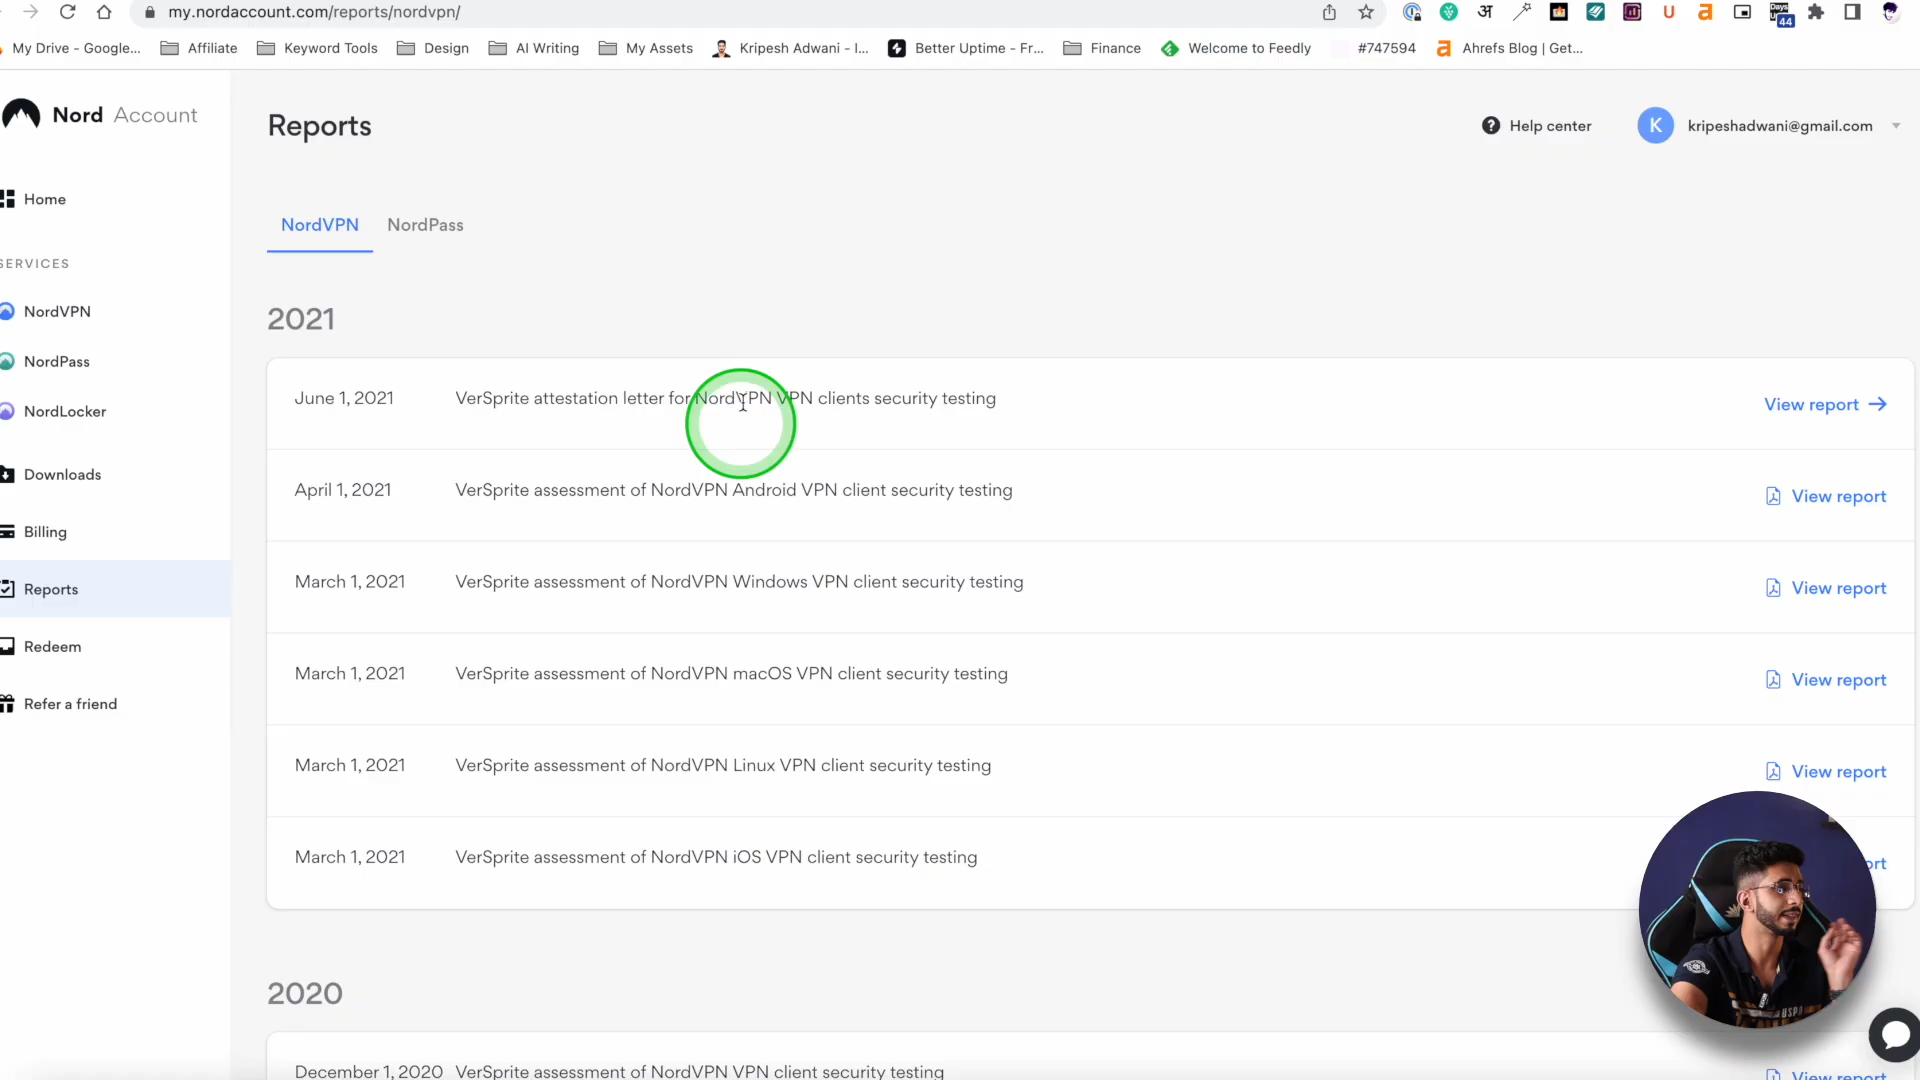 my.nordaccount.com/reports/nordvpn/
44
My Drive - Google...
Affiliate
Keyword Tools
Design
AI Writing
My Assets
Kripesh Adwani - I...
Better Uptime - Fr...
Finance
Welcome to Feedly
#747594
Ahrefs Blog | Get...
Nord Account
Reports
Help center
K
kripeshadwani@gmail.com
Home
NordVPN
NordPass
SERVICES
NordVPN
NordPass
NordLocker
Downloads
Billing
Reports
Redeem
Refer a friend
2021
June 1, 2021 VerSprite attestation letter for NordVPN VPN clients security testing View report
April 1, 2021 VerSprite assessment of NordVPN Android VPN client security testing View report
March 1, 2021 VerSprite assessment of NordVPN Windows VPN client security testing View report
March 1, 2021 VerSprite assessment of NordVPN macOS VPN client security testing View report
March 1, 2021 VerSprite assessment of NordVPN Linux VPN client security testing View report
March 1, 2021 VerSprite assessment of NordVPN iOS VPN client security testing
2020
December 1, 2020 VerSprite assessment of NordVPN VPN client security testing View report